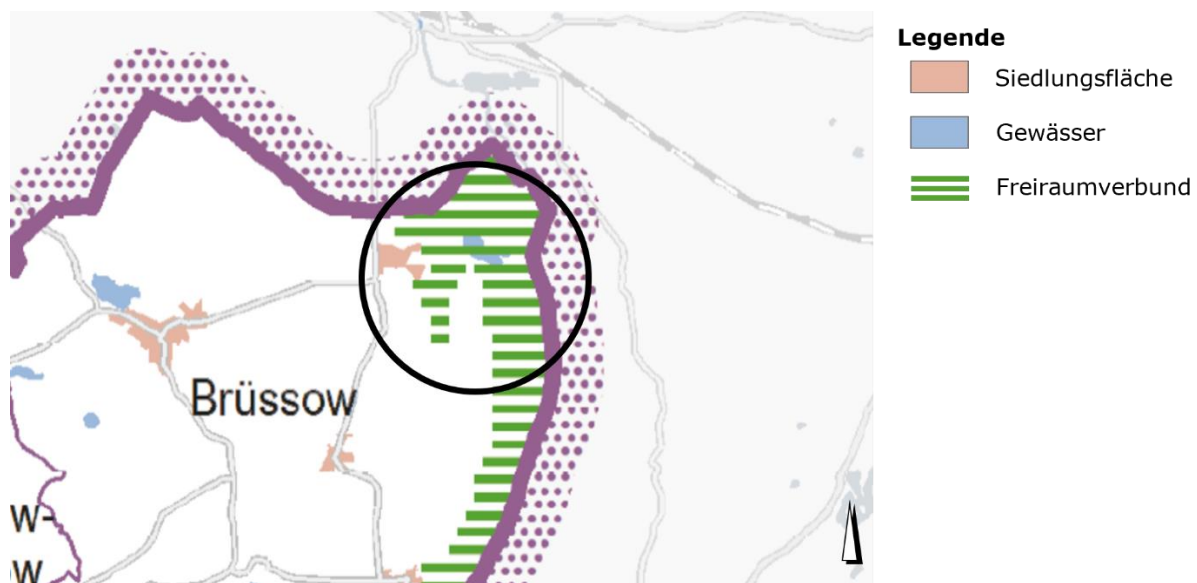 Legende
Siedlungsfläche
Gewässer
Freiraumverbund
Brüssow
w-
w